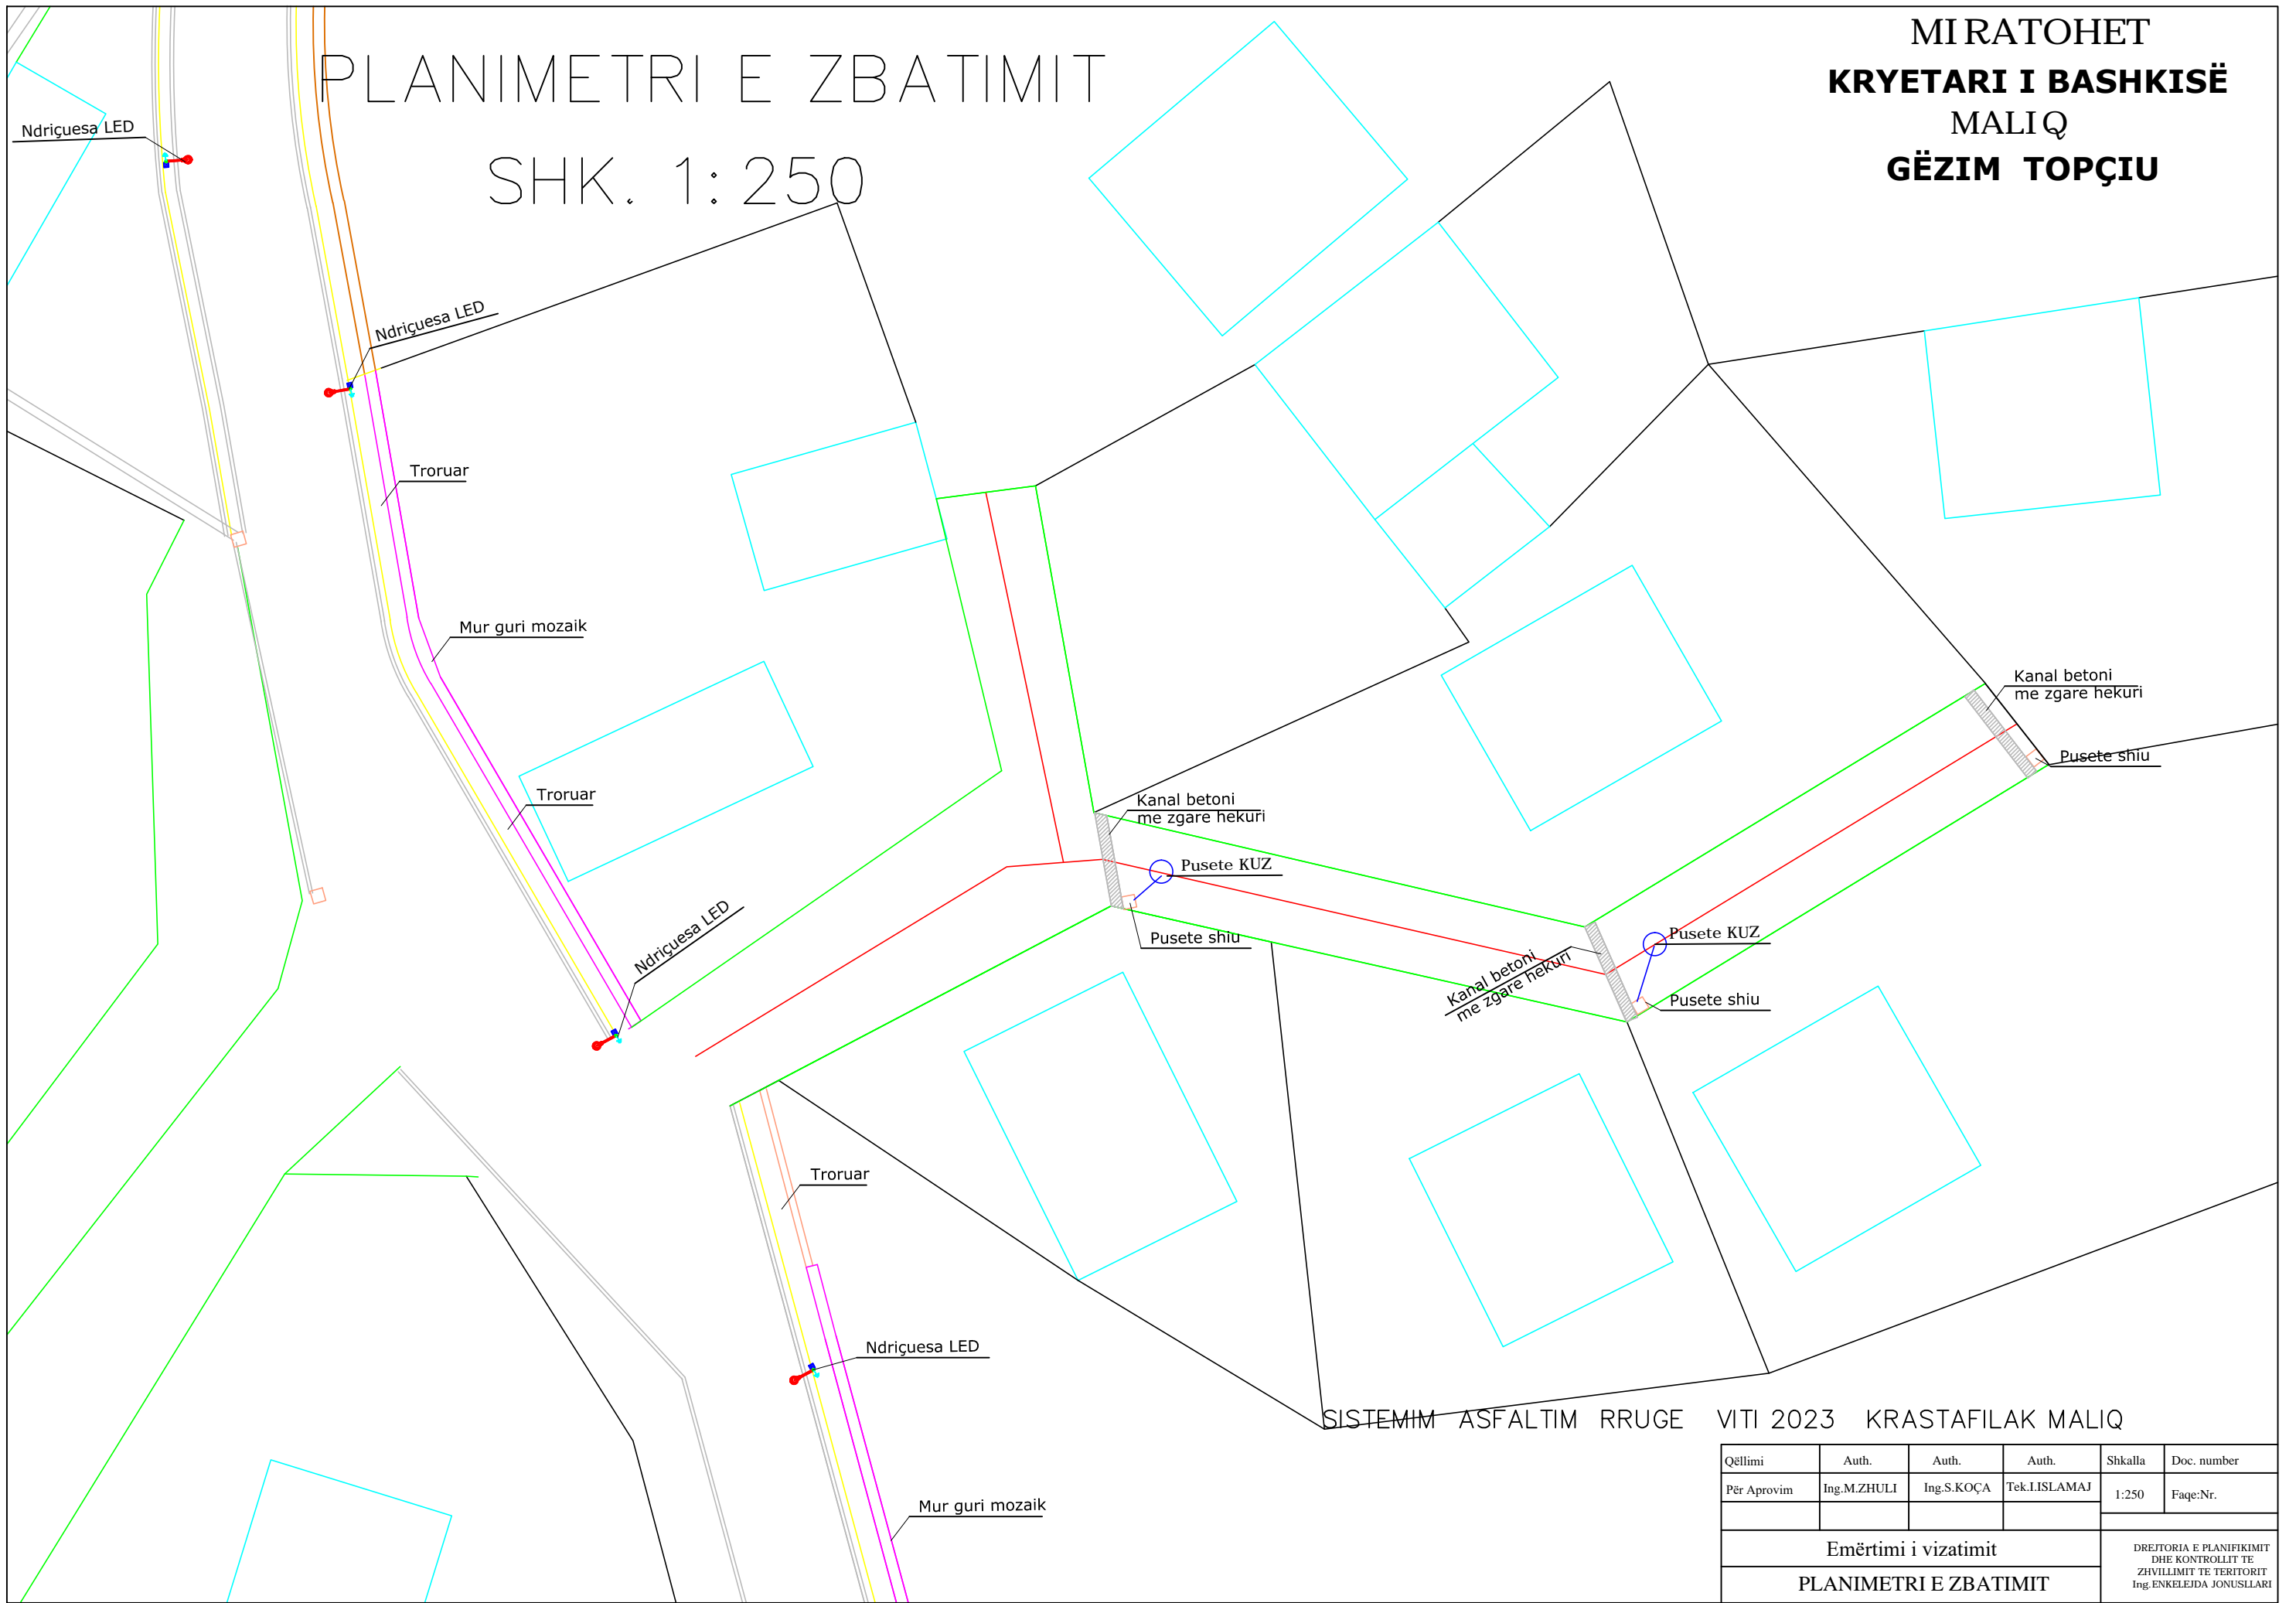 PLANIMETRI E ZBATIMIT
SHK. 1:250
MIRATOHET
KRYETARI I BASHKISË
MALIQ
GËZIM TOPÇIU
Ndriçuesa LED
Ndriçuesa LED
Troruar
Mur guri mozaik
Troruar
Ndriçuesa LED
Kanal betoni
me zgare hekuri
Pusete shiu
Kanal betoni
me zgare hekuri
Pusete KUZ
Pusete shiu
Pusete KUZ
Kanal betoni
me zgare hekuri
Pusete shiu
Troruar
Ndriçuesa LED
Mur guri mozaik
SISTEMIM ASFALTIM RRUGE VITI 2023 KRASTAFILAK MALIQ
Qëllimi Auth. Auth. Auth. Shkalla Doc. number
Për Aprovim Ing.M.ZHULI Ing.S.KOÇA Tek.I.ISLAMAJ 1:250 Faqe:Nr.
Emërtimi i vizatimit
PLANIMETRI E ZBATIMIT
DREJTORIA E PLANIFIKIMIT
DHE KONTROLLIT TE
ZHVILLIMIT TE TERITORIT
Ing.ENKELEJDA JONUSLLARI